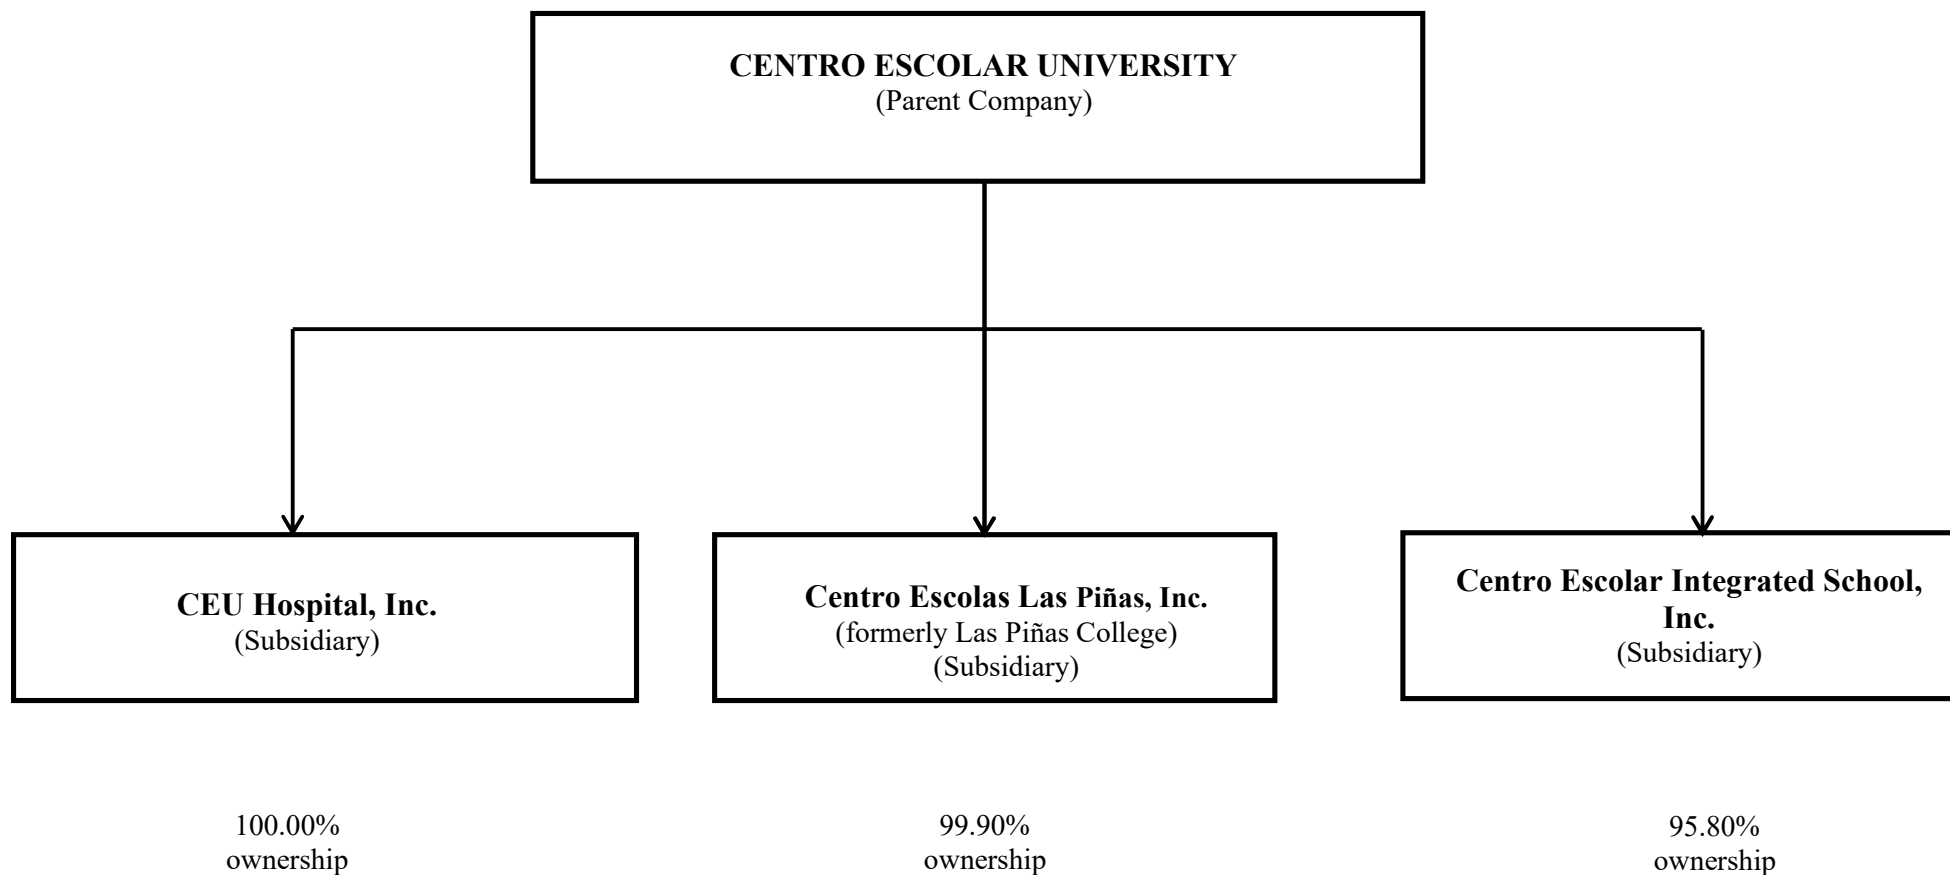 CENTRO ESCOLAR UNIVERSITY
(Parent Company)
CEU Hospital, Inc.
(Subsidiary)
Centro Escolas Las Piñas, Inc.
(formerly Las Piñas College)
(Subsidiary)
Centro Escolar Integrated School,
Inc.
(Subsidiary)
100.00%
ownership
99.90%
ownership
95.80%
ownership